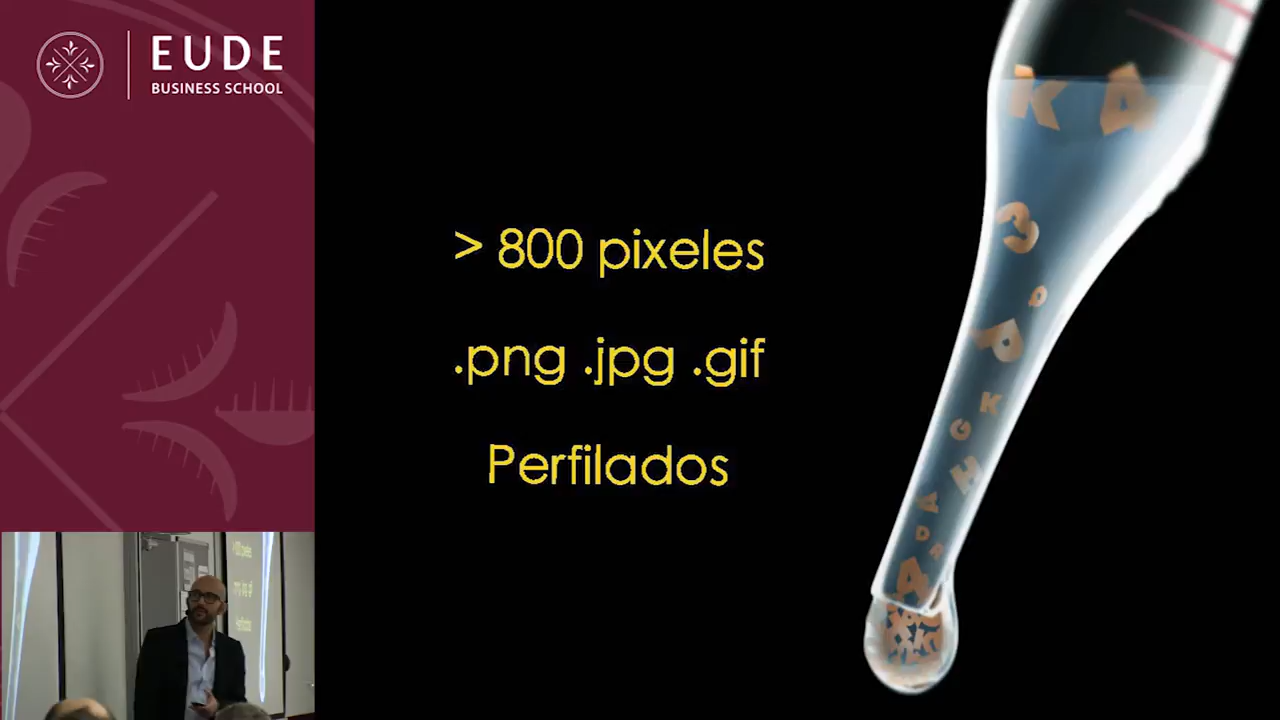 EUDE
BUSINESS SCHOOL
> 800 pixeles
.png .jpg .gif
Perfilados
K A
P
K
G
H
A
D
R
A